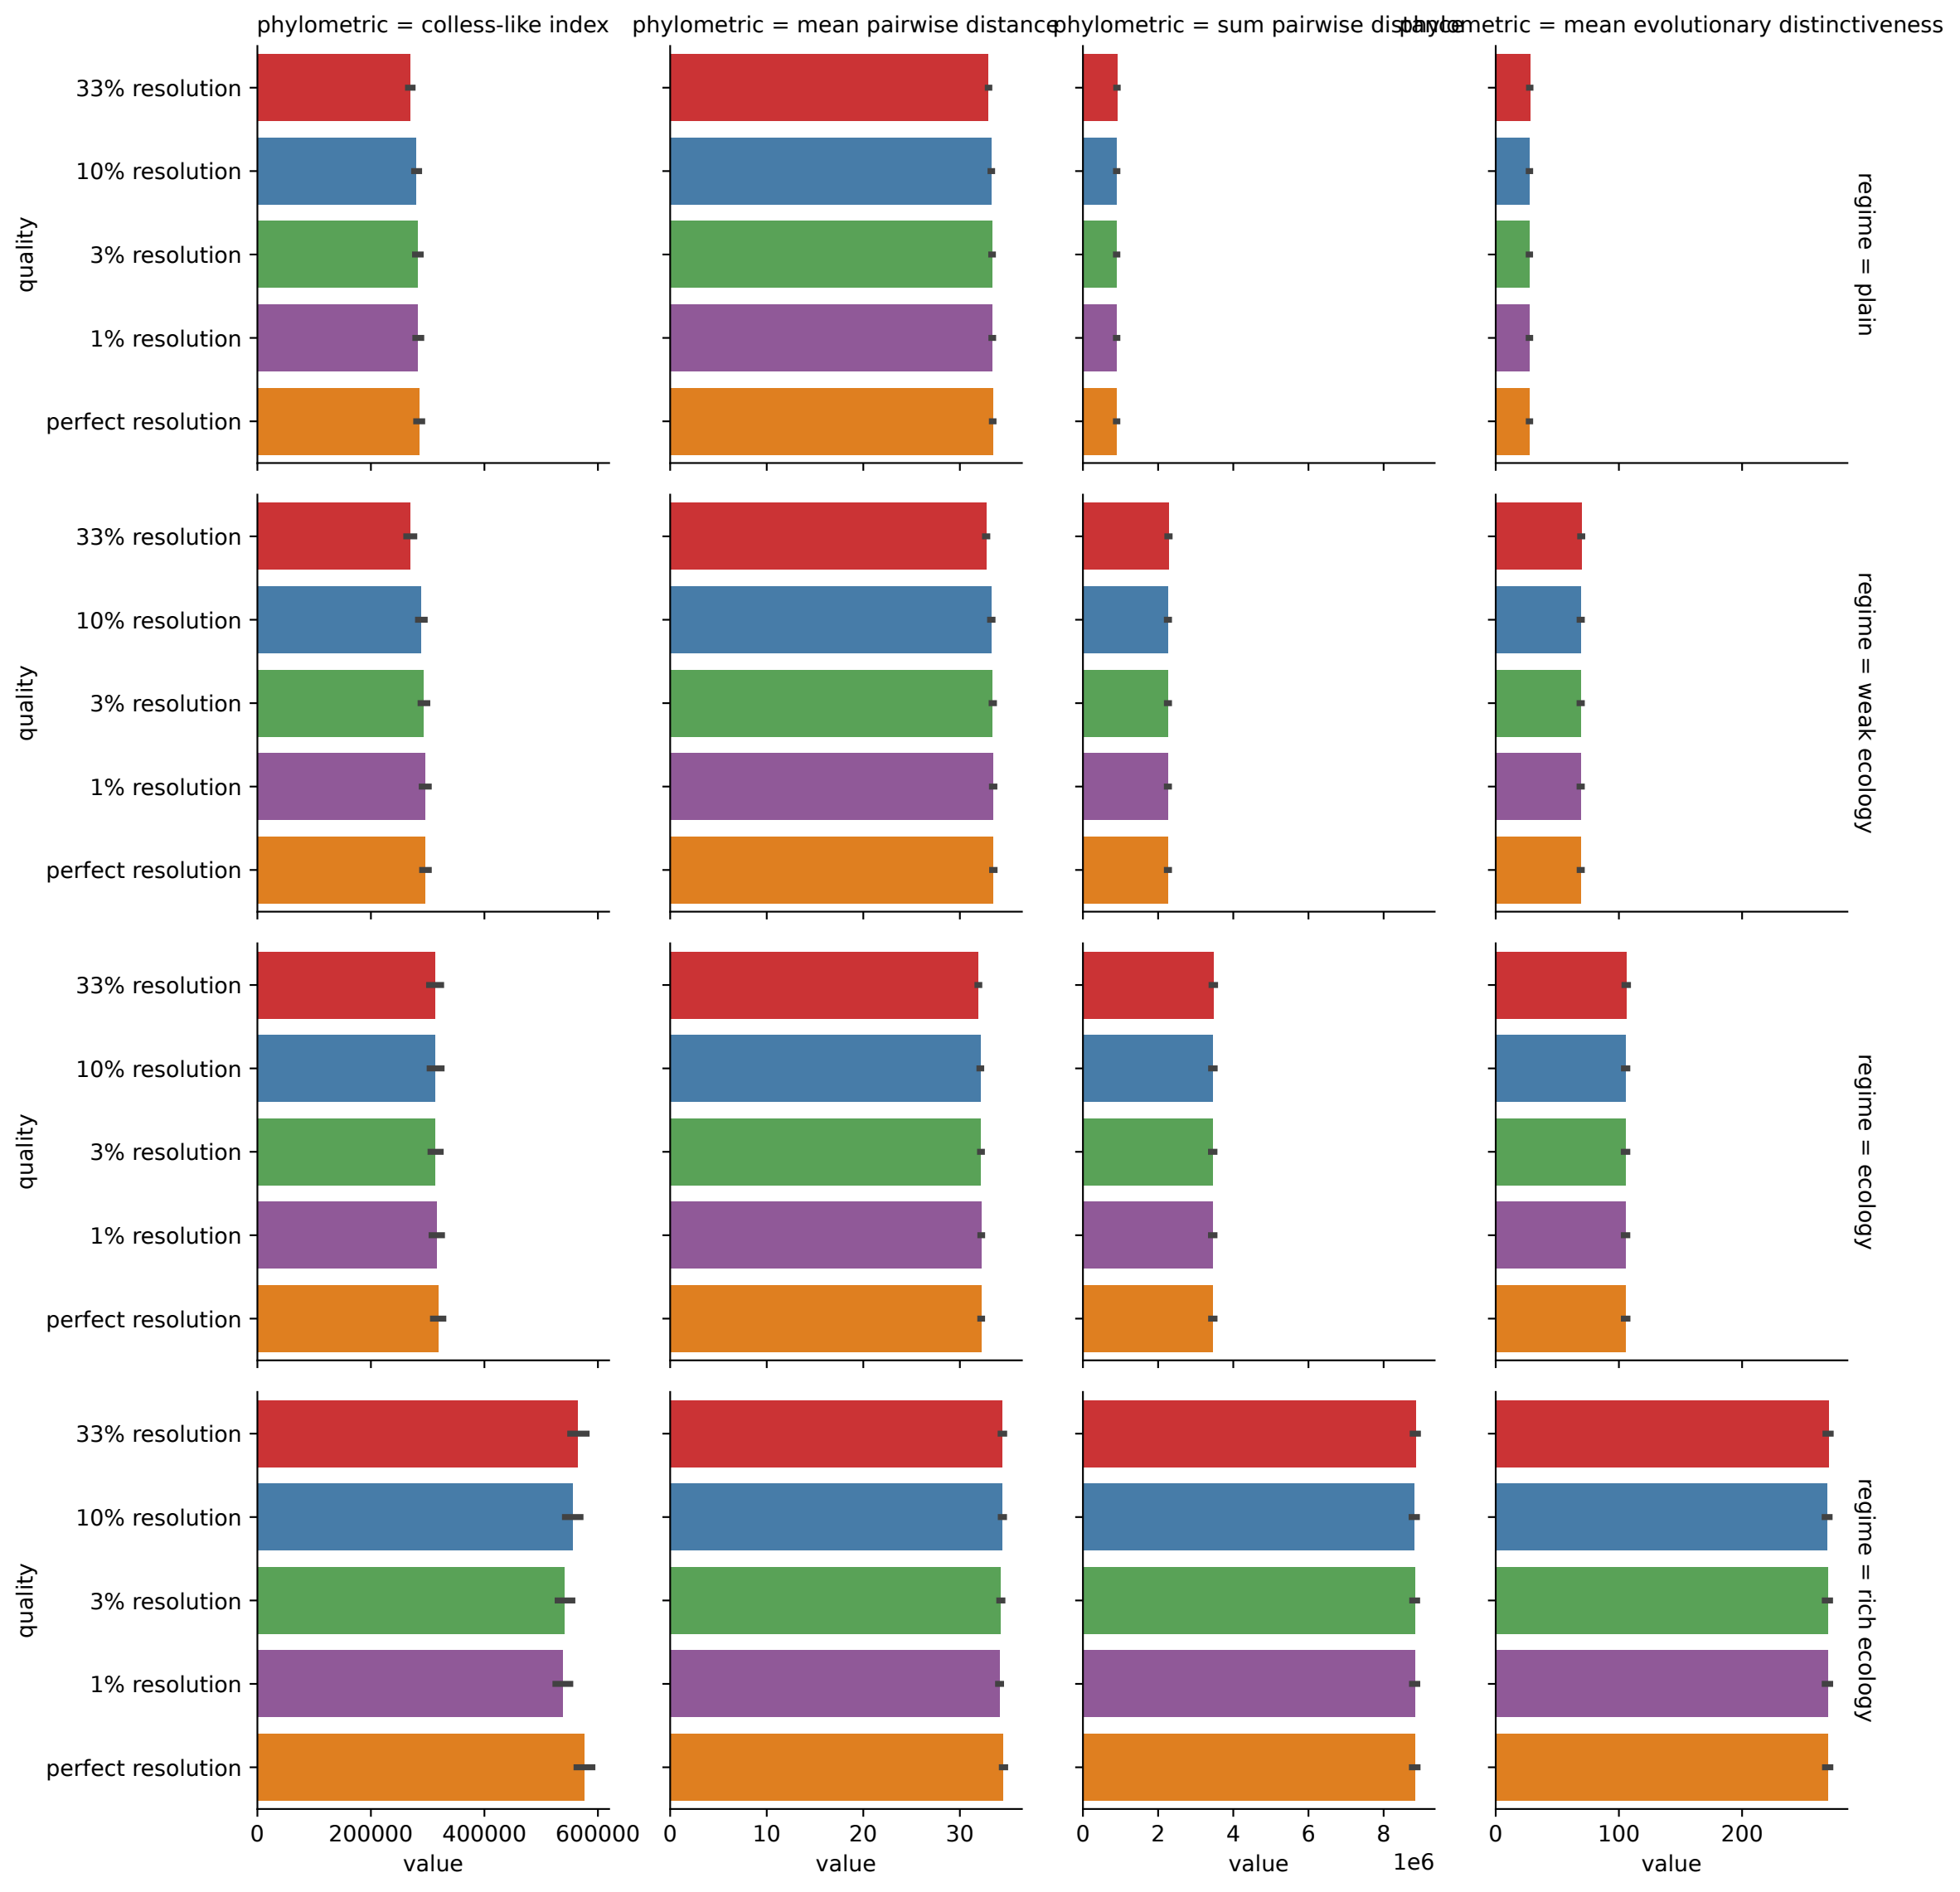 phylometric = colless-like index
phylometric = mean pairwise distance
phylometric = sum pairwise distance
phylometric = mean evolutionary distinctiveness
quality
33% resolution
10% resolution
3% resolution
1% resolution
perfect resolution
regime = plain
quality
33% resolution
10% resolution
3% resolution
1% resolution
perfect resolution
regime = weak ecology
quality
33% resolution
10% resolution
3% resolution
1% resolution
perfect resolution
regime = ecology
quality
33% resolution
10% resolution
3% resolution
1% resolution
perfect resolution
regime = rich ecology
0 200000 400000 600000
value
0 10 20 30
value
0 2 4 6 8
1e6
value
0 100 200
value